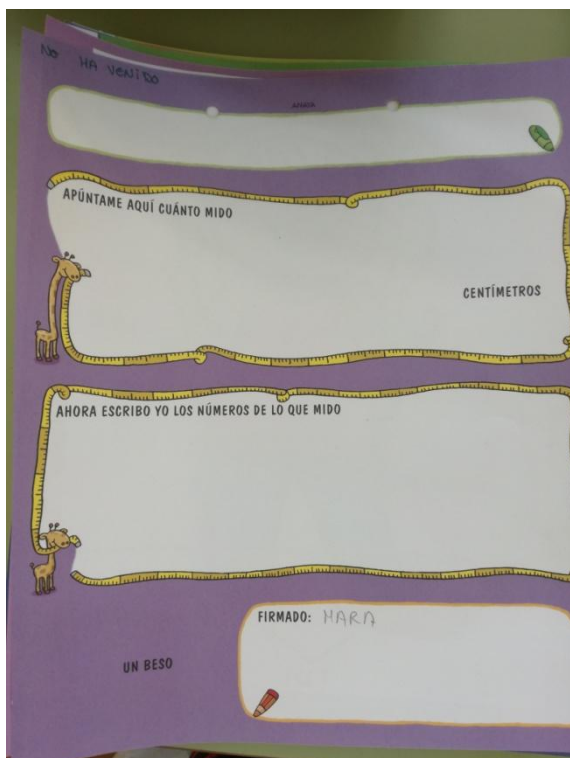 No HA VENIDO
APÚNTAME AQUÍ CUÁNTO MIDO
CENTÍMETROS
AHORA ESCRIBO YO LOS NÚMEROS DE LO QUE MIDO
FIRMADO: MARA
UN BESO